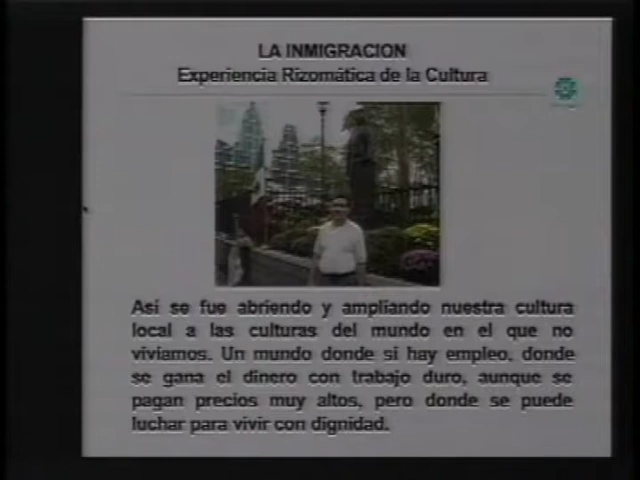 LA INMIGRACION
Experiencia Rizomática de la Cultura
Así se fue abriendo y ampliando nuestra cultura
local a las culturas del mundo en el que no
vivíamos. Un mundo donde si hay empleo, donde
se gana el dinero con trabajo duro, aunque se
pagan precios muy altos, pero donde se puede
luchar para vivir con dignidad.